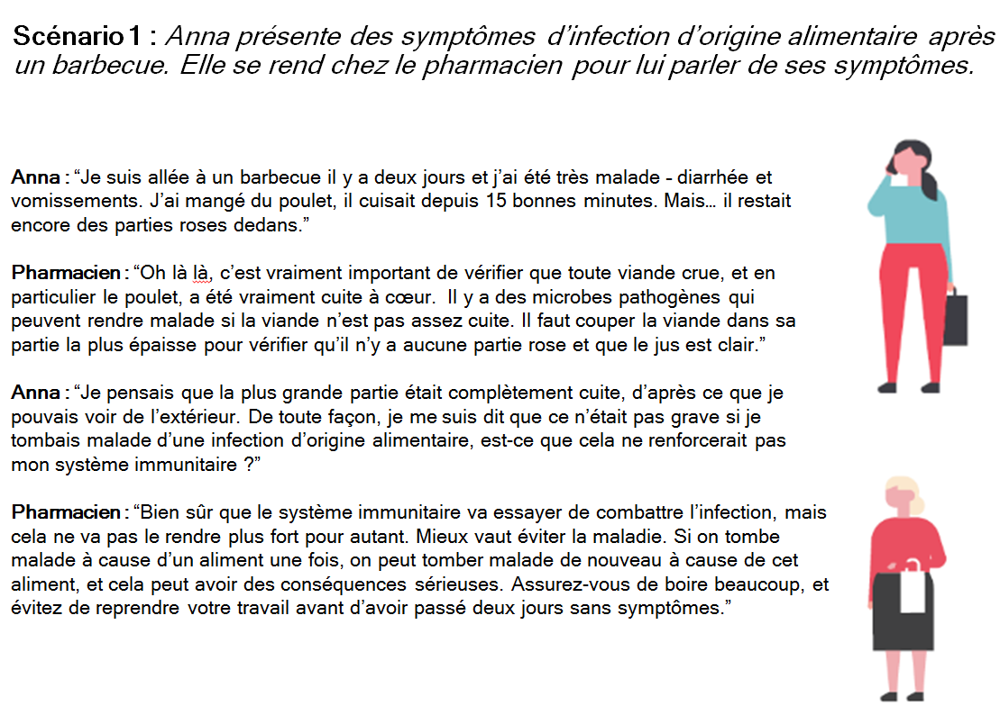 Scénario 1 : Anna présente des symptômes d’infection d’origine alimentaire après
un barbecue. Elle se rend chez le pharmacien pour lui parler de ses symptômes.
Anna : “Je suis allée à un barbecue il y a deux jours et j’ai été très malade - diarrhée et
vomissements. J’ai mangé du poulet, il cuisait depuis 15 bonnes minutes. Mais… il restait
encore des parties roses dedans.”
Pharmacien : “Oh là là, c’est vraiment important de vérifier que toute viande crue, et en
particulier le poulet, a été vraiment cuite à cœur. Il y a des microbes pathogènes qui
peuvent rendre malade si la viande n’est pas assez cuite. Il faut couper la viande dans sa
partie la plus épaisse pour vérifier qu’il n’y a aucune partie rose et que le jus est clair.”
Anna : “Je pensais que la plus grande partie était complètement cuite, d’après ce que je
pouvais voir de l’extérieur. De toute façon, je me suis dit que ce n’était pas grave si je
tombais malade d’une infection d’origine alimentaire, est-ce que cela ne renforcerait pas
mon système immunitaire ?”
Pharmacien : “Bien sûr que le système immunitaire va essayer de combattre l’infection, mais
cela ne va pas le rendre plus fort pour autant. Mieux vaut éviter la maladie. Si on tombe
malade à cause d’un aliment une fois, on peut tomber malade de nouveau à cause de cet
aliment, et cela peut avoir des conséquences sérieuses. Assurez-vous de boire beaucoup, et
évitez de reprendre votre travail avant d’avoir passé deux jours sans symptômes.”